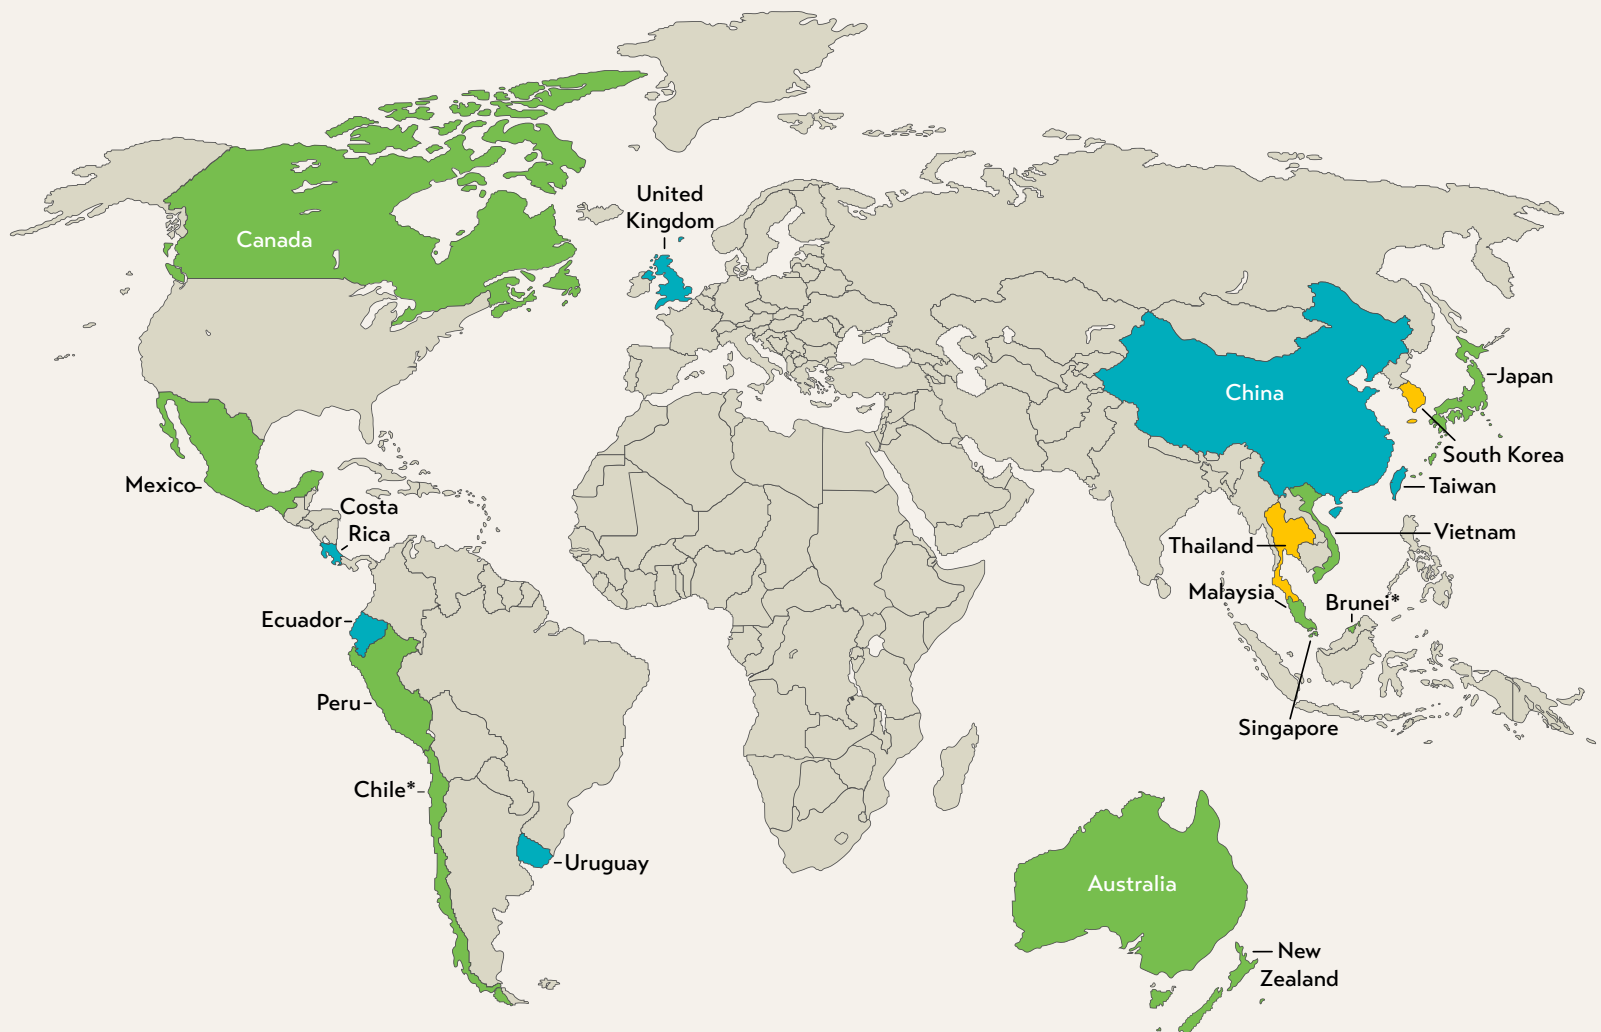 United
Kingdom
Canada
China
Japan
South Korea
Mexico
Taiwan
Costa
Rica
Vietnam
Thailand
Malaysia
Brunei*
Ecuador
Peru
Singapore
Chile*
Uruguay
Australia
New
Zealand